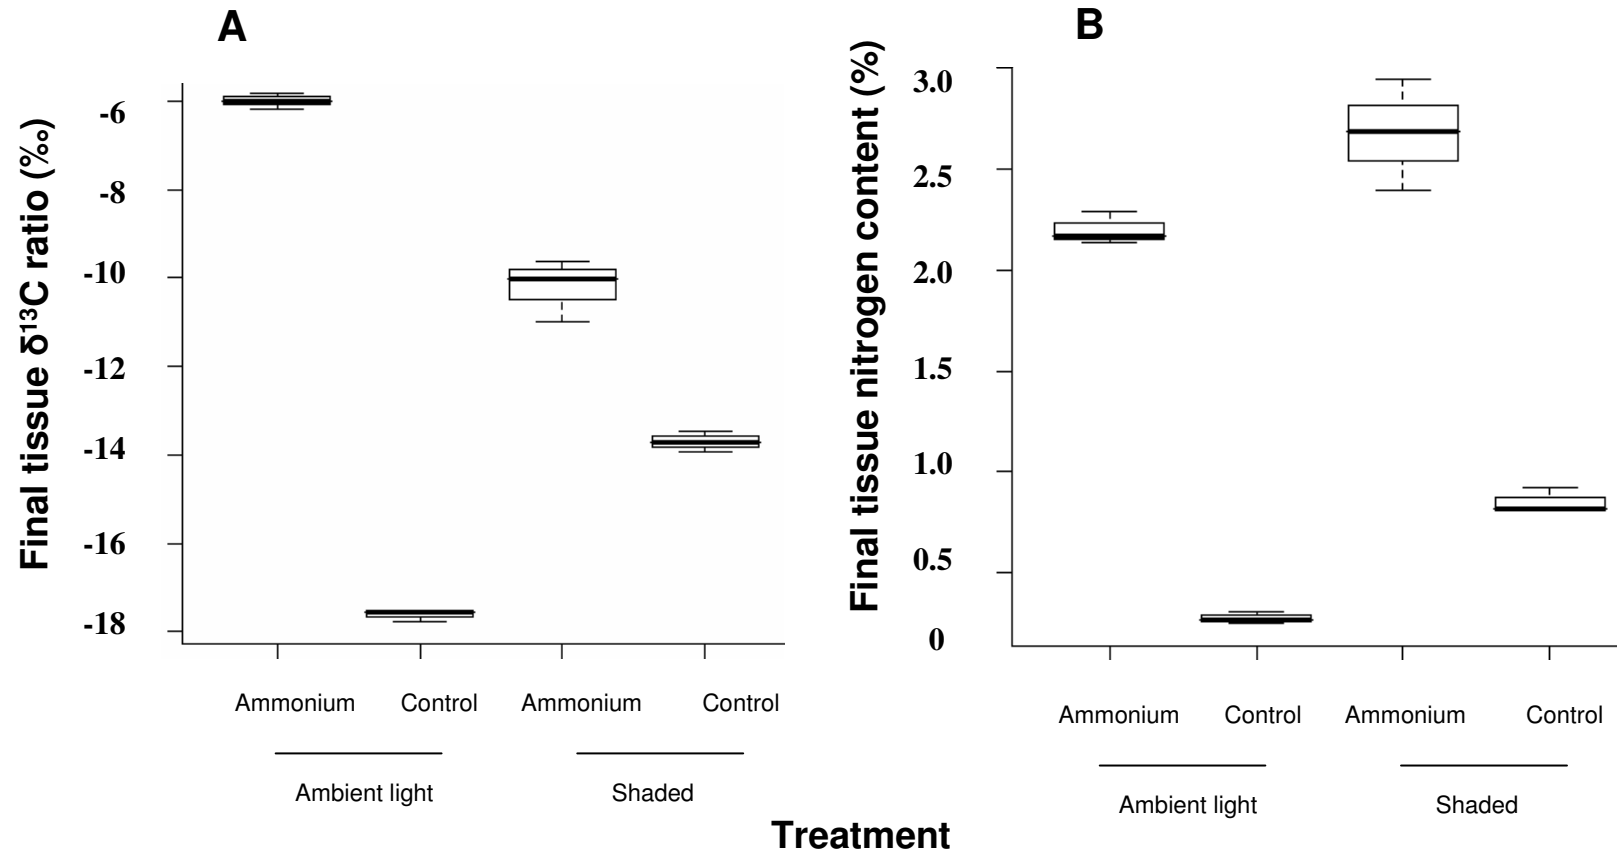 A
Final tissue δ¹³C ratio (‰)
-6
-8
-10
-12
-14
-16
-18
Ammonium Control Ammonium Control
Ambient light Shaded
B
Final tissue nitrogen content (%)
3.0
2.5
2.0
1.5
1.0
0.5
0
Ammonium Control Ammonium Control
Ambient light Shaded
Treatment